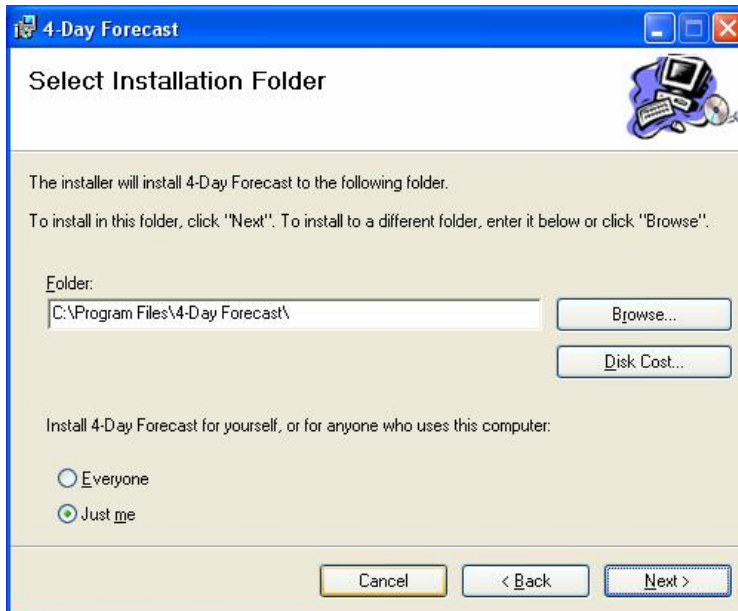 4-Day Forecast
Select Installation Folder
The installer will install 4-Day Forecast to the following folder.
To install in this folder, click "Next". To install to a different folder, enter it below or click "Browse".
Folder:
C:\Program Files\4-Day Forecast\
Browse...
Disk Cost...
Install 4-Day Forecast for yourself, or for anyone who uses this computer:
Everyone
Just me
Cancel
< Back
Next >